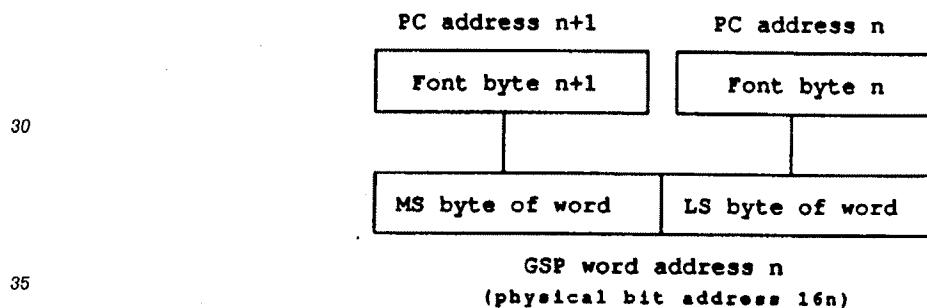 PC address n+1 PC address n
Font byte n+1 Font byte n
30
MS byte of word LS byte of word
GSP word address n
35
(physical bit address 16n)